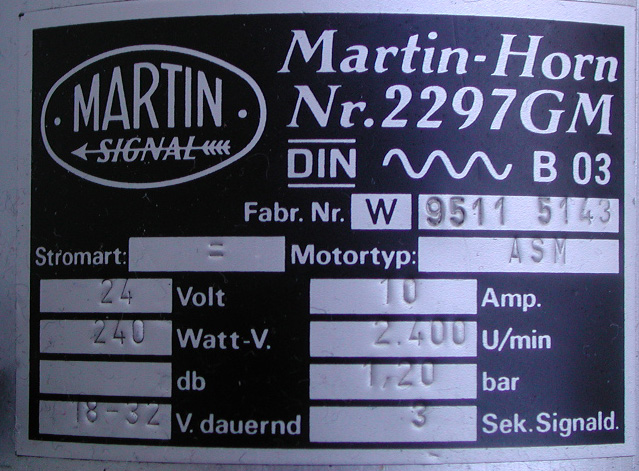 MARTIN
SIGNAL
Martin-Horn
Nr. 2297GM
DIN B 03
Fabr. Nr. W 9511 5143
Stromart: = Motortyp: ASM
24 Volt 10 Amp.
240 Watt-V. 2.400 U/min
db 1,20 bar
18-32 V. dauernd 3 Sek. Signald.